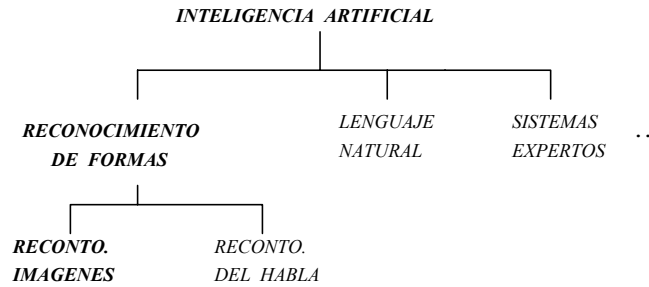 INTELIGENCIA ARTIFICIAL
RECONOCIMIENTO
DE FORMAS
LENGUAJE
NATURAL
SISTEMAS
EXPERTOS
..
RECONTO.
IMAGENES
RECONTO.
DEL HABLA